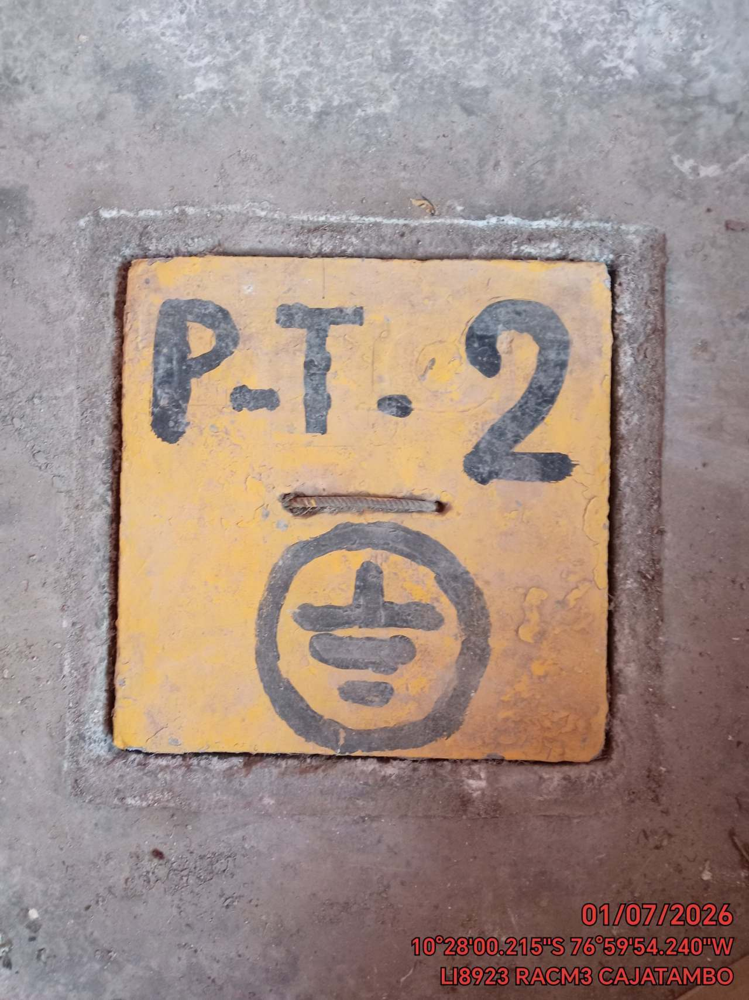 P-T-2
01/07/2026
10°28'00.215"S 76°59'54.240"W
LI8923 RACM3 CAJATAMBO